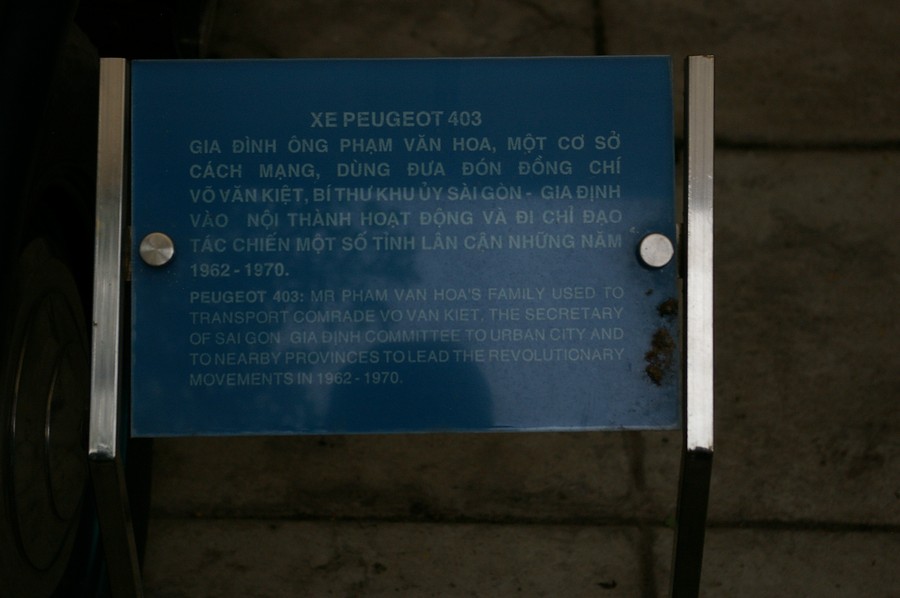 XE PEUGEOT 403
GIA ĐÌNH ÔNG PHẠM VĂN HOA, MỘT CƠ SỞ
CÁCH MẠNG, DÙNG ĐƯA ĐÓN ĐỒNG CHÍ
VÕ VĂN KIỆT, BÍ THƯ KHU ỦY SÀI GÒN - GIA ĐỊNH
VÀO NỘI THÀNH HOẠT ĐỘNG VÀ ĐI CHỈ ĐẠO
TÁC CHIẾN MỘT SỐ TỈNH LÂN CẬN NHỮNG NĂM
1962 - 1970.
PEUGEOT 403: MR PHAM VAN HOA'S FAMILY USED TO
TRANSPORT COMRADE VO VAN KIET, THE SECRETARY
OF SAI GON GIA ĐỊNH COMMITTEE TO URBAN CITY AND
TO NEARBY PROVINCES TO LEAD THE REVOLUTIONARY
MOVEMENTS IN 1962 - 1970.